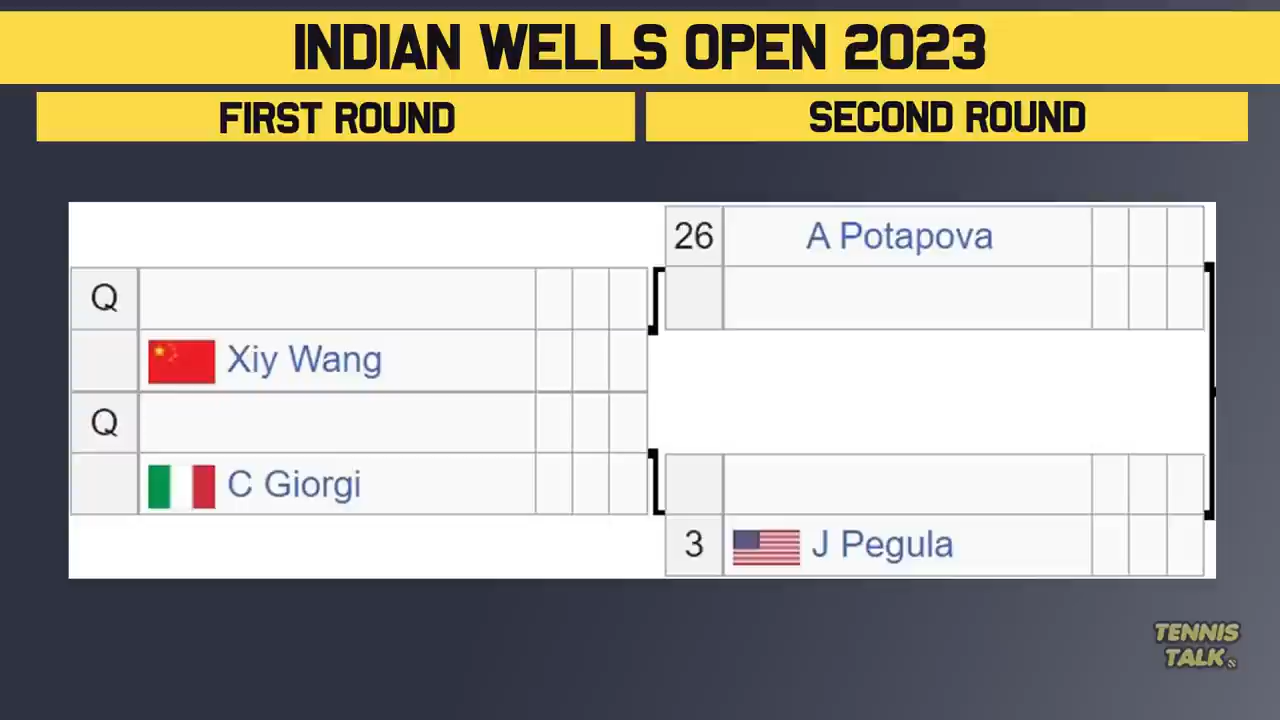 INDIAN WELLS OPEN 2023
FIRST ROUND
SECOND ROUND
26 A Potapova
Q
Xiy Wang
Q
C Giorgi
3 J Pegula
TENNIS
TALK